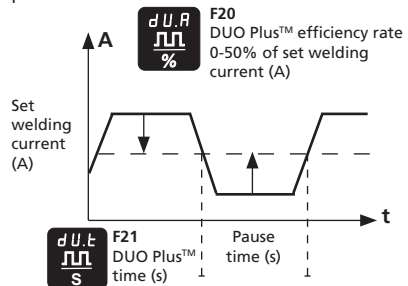 dU.A
%
F20
DUO Plus™ efficiency rate
0-50% of set welding
current (A)
A
Set
welding
current
(A)
t
dU.t
S
F21
DUO Plus™
time (s)
Pause
time (s)